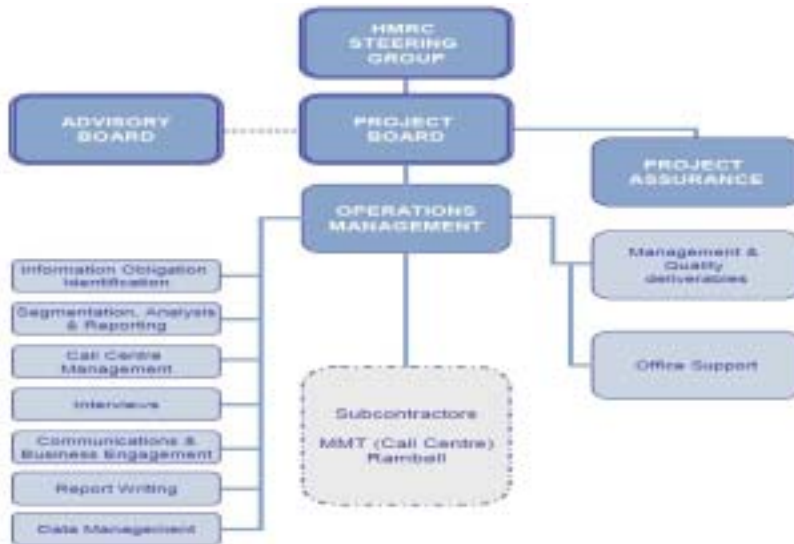 HMRC
STEERING
GROUP
ADVISORY
BOARD
PROJECT
BOARD
PROJECT
ASSURANCE
OPERATIONS
MANAGEMENT
Information Obligation
Identification
Segmentation, Analysis
& Reporting
Call Centre
Management
Interviews
Communications &
Business Engagement
Report Writing
Data Management
Subcontractors
MMT (Call Centre)
Ramboll
Management &
Quality
deliverables
Office Support